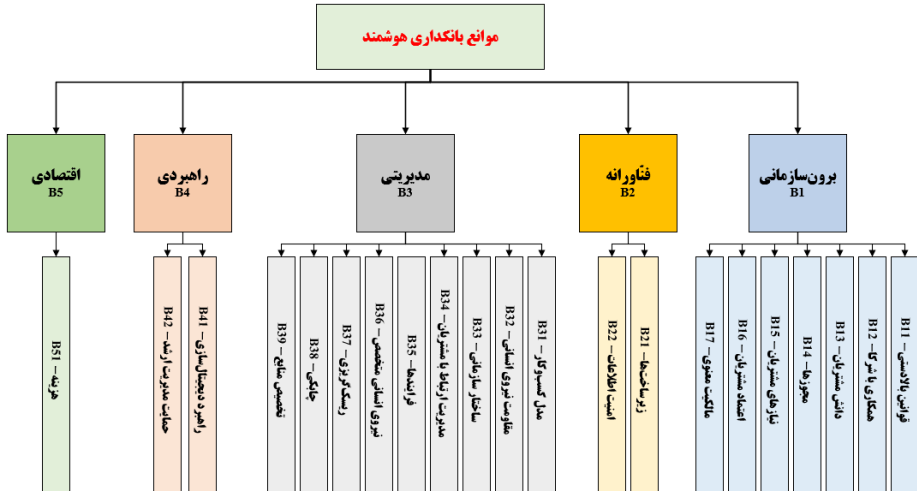 موانع بانکداری هوشمند
برون‌سازمانی
B1
فنّاورانه
B2
مدیریتی
B3
راهبردی
B4
اقتصادی
B5
قوانین بالادستی – B11
همکاری با شرکا – B12
دانش مشتریان – B13
مجوزها – B14
نیازهای مشتریان – B15
اعتماد مشتریان – B16
مالکیت معنوی – B17
زیرساخت‌ها – B21
امنیت اطلاعات – B22
مدل کسب‌وکار – B31
مقاومت نیروی انسانی – B32
ساختار سازمانی – B33
مدیریت ارتباط با مشتریان – B34
فرایندها – B35
نیروی انسانی متخصص – B36
ریسک‌گریزی – B37
چابکی – B38
تخصیص منابع – B39
راهبرد دیجیتال‌سازی – B41
حمایت مدیریت ارشد – B42
هزینه – B51